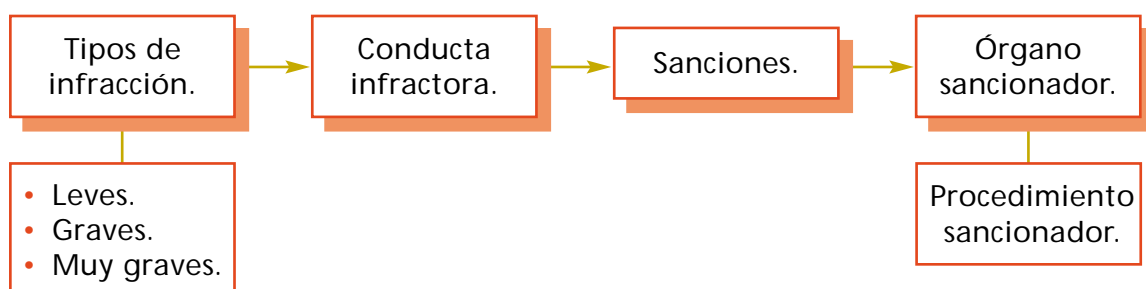 Tipos de
infracción.
Conducta
infractora.
Sanciones.
Órgano
sancionador.
• Leves.
• Graves.
• Muy graves.
Procedimiento
sancionador.